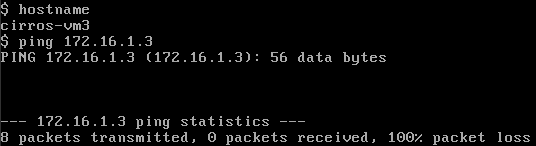 $ hostname
cirros-vm3
$ ping 172.16.1.3
PING 172.16.1.3 (172.16.1.3): 56 data bytes
--- 172.16.1.3 ping statistics ---
8 packets transmitted, 0 packets received, 100% packet loss